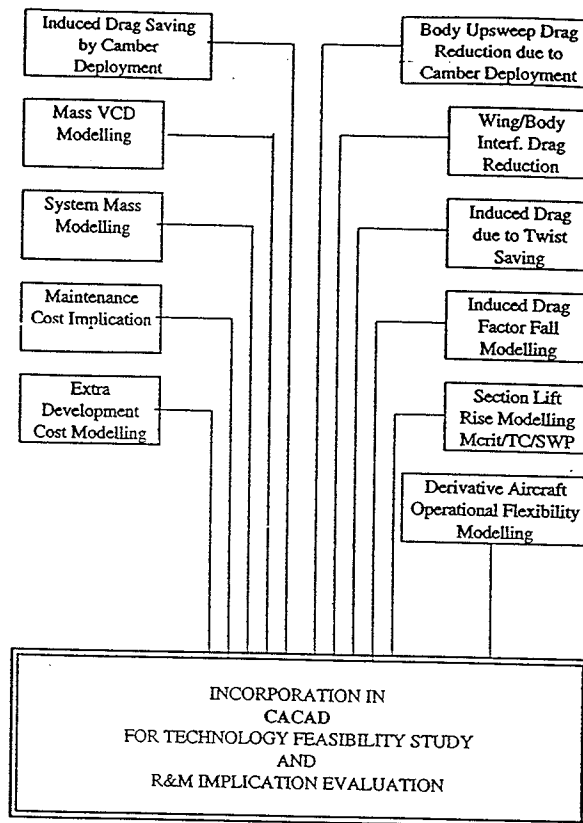 Induced Drag Saving
by Camber
Deployment
Mass VCD
Modelling
System Mass
Modelling
Maintenance
Cost Implication
Extra
Development
Cost Modelling
Body Upsweep Drag
Reduction due to
Camber Deployment
Wing/Body
Interf. Drag
Reduction
Induced Drag
due to Twist
Saving
Induced Drag
Factor Fall
Modelling
Section Lift
Rise Modelling
Mcrit/TC/SWP
Derivative Aircraft
Operational Flexibility
Modelling
INCORPORATION IN
CACAD
FOR TECHNOLOGY FEASIBILITY STUDY
AND
R&M IMPLICATION EVALUATION